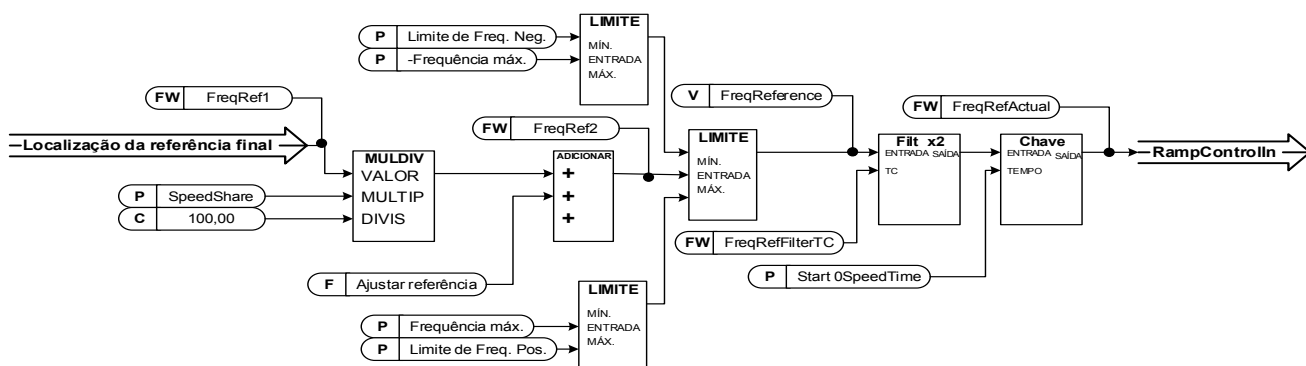 LIMITE
P Limite de Freq. Neg.
P -Frequência máx.
MÍN.
ENTRADA
MÁX.
FW FreqRef1
V FreqReference
FW FreqRefActual
FW FreqRef2
Localização da referência final
MULDIV
VALOR
MULTIP
DIVIS
P SpeedShare
C 100,00
ADICIONAR
+
+
+
LIMITE
MÍN.
ENTRADA
MÁX.
Filt x2
ENTRADA SAÍDA
TC
Chave
ENTRADA SAÍDA
TEMPO
RampControlIn
FW FreqRefFilterTC
P Start 0SpeedTime
F Ajustar referência
LIMITE
MÍN.
ENTRADA
MÁX.
P Frequência máx.
P Limite de Freq. Pos.